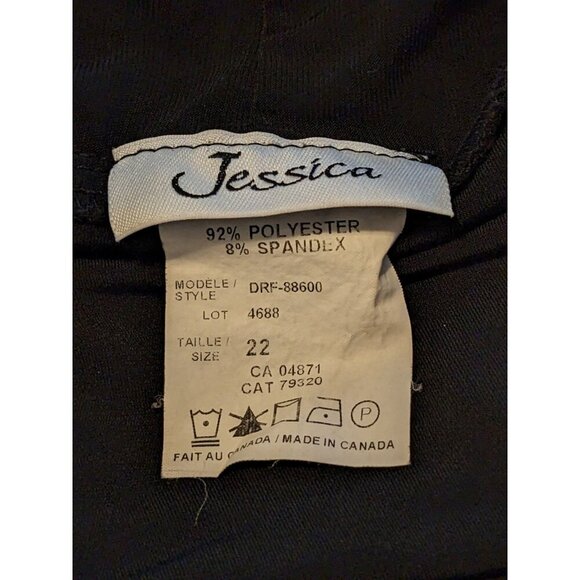 Jessica
92% POLYESTER
8% SPANDEX
MODÈLE / STYLE DRF-88600
LOT 4688
TAILLE / SIZE 22
CA 04871
CAT 79320
P
FAIT AU CANADA / MADE IN CANADA